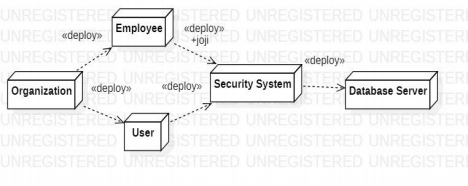 UNREGISTERED UNREGISTERED UNREGISTERED UNREGISTERED
Employee
«deploy»
«deploy»
+joji
«deploy»
Organization
«deploy»
«deploy»
Security System
Database Server
User